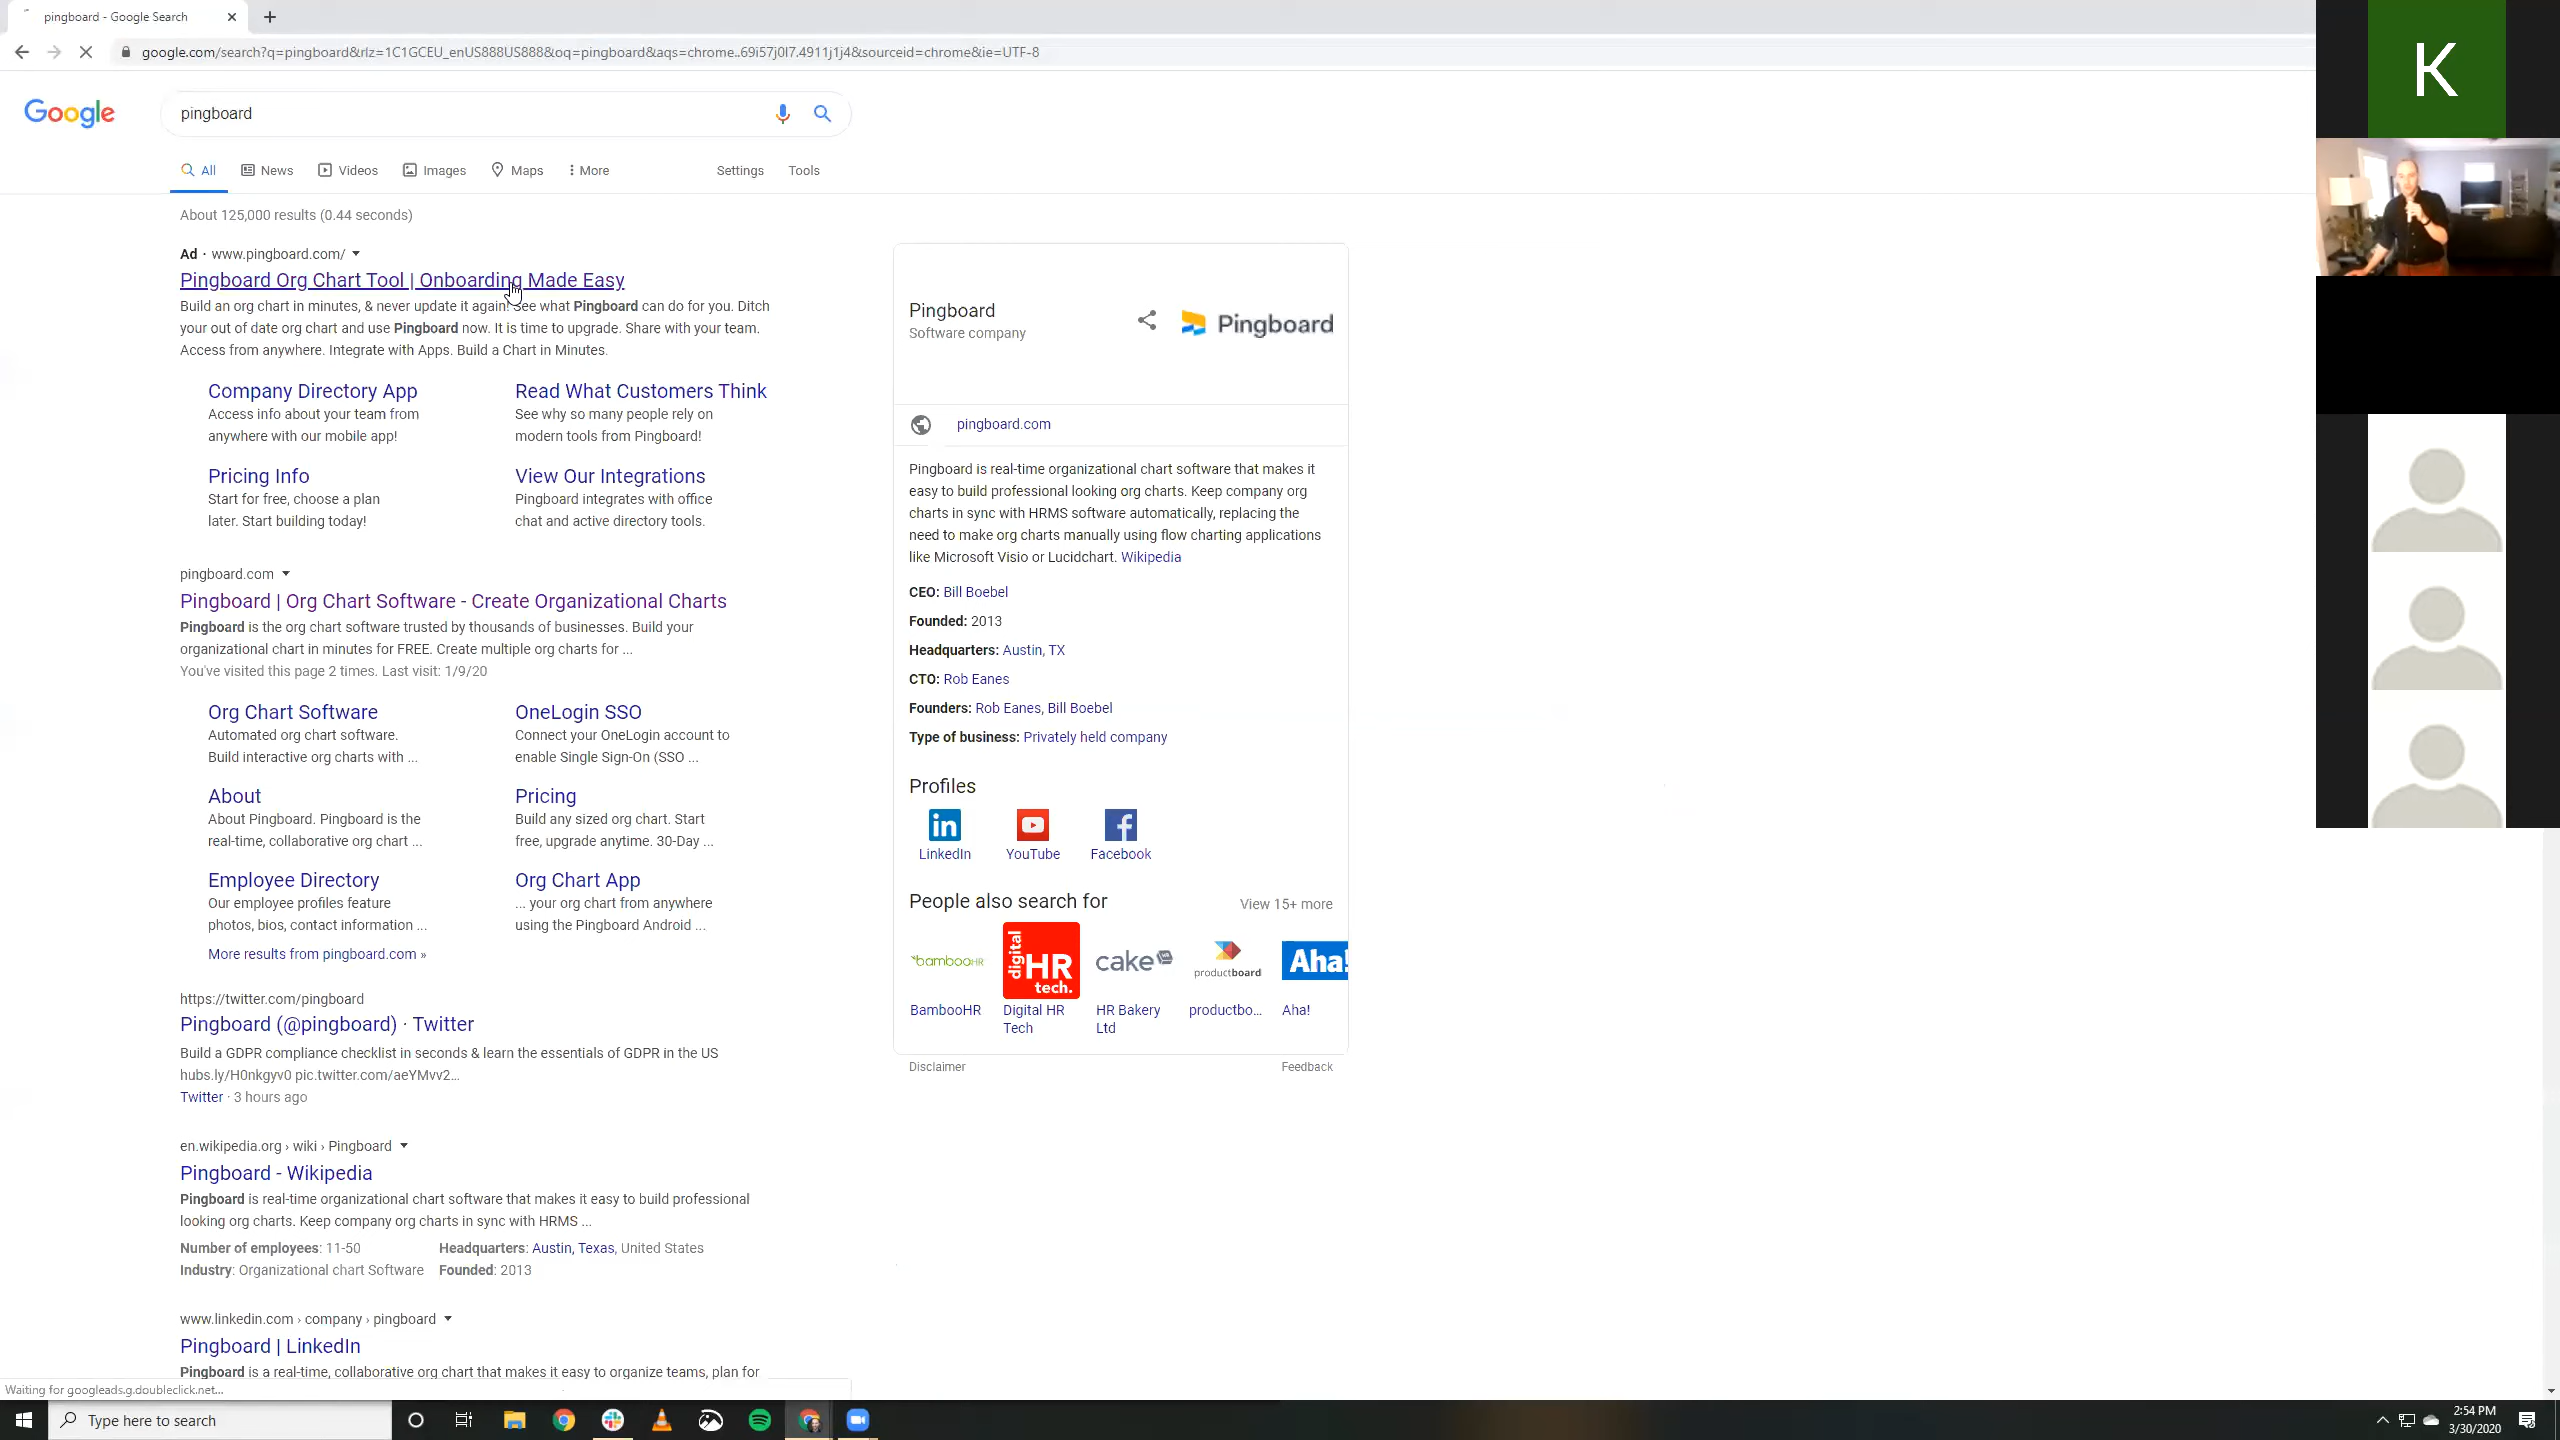 pingboard - Google Search
google.com/search?q=pingboard&rlz=1C1GCEU_enUS888US888&oq=pingboard&aqs=chrome..69i57j0l7.4911j1j4&sourceid=chrome&ie=UTF-8
K
Google
pingboard
All News Videos Images Maps More Settings Tools
About 125,000 results (0.44 seconds)
Ad · www.pingboard.com/
Pingboard Org Chart Tool | Onboarding Made Easy
Build an org chart in minutes, & never update it again! See what Pingboard can do for you. Ditch
your out of date org chart and use Pingboard now. It is time to upgrade. Share with your team.
Access from anywhere. Integrate with Apps. Build a Chart in Minutes.
Company Directory App
Access info about your team from
anywhere with our mobile app!
Read What Customers Think
See why so many people rely on
modern tools from Pingboard!
Pricing Info
Start for free, choose a plan
later. Start building today!
View Our Integrations
Pingboard integrates with office
chat and active directory tools.
pingboard.com
Pingboard | Org Chart Software - Create Organizational Charts
Pingboard is the org chart software trusted by thousands of businesses. Build your
organizational chart in minutes for FREE. Create multiple org charts for ...
You've visited this page 2 times. Last visit: 1/9/20
Org Chart Software
Automated org chart software.
Build interactive org charts with ...
OneLogin SSO
Connect your OneLogin account to
enable Single Sign-On (SSO ...
About
About Pingboard. Pingboard is the
real-time, collaborative org chart ...
Pricing
Build any sized org chart. Start
free, upgrade anytime. 30-Day ...
Employee Directory
Our employee profiles feature
photos, bios, contact information ...
Org Chart App
... your org chart from anywhere
using the Pingboard Android ...
More results from pingboard.com »
https://twitter.com/pingboard
Pingboard (@pingboard) · Twitter
Build a GDPR compliance checklist in seconds & learn the essentials of GDPR in the US
hubs.ly/H0nkgyv0 pic.twitter.com/aeYMvv2...
Twitter · 3 hours ago
en.wikipedia.org › wiki › Pingboard
Pingboard - Wikipedia
Pingboard is real-time organizational chart software that makes it easy to build professional
looking org charts. Keep company org charts in sync with HRMS ...
Number of employees: 11-50 Headquarters: Austin, Texas, United States
Industry: Organizational chart Software Founded: 2013
www.linkedin.com › company › pingboard
Pingboard | LinkedIn
Pingboard is a real-time, collaborative org chart that makes it easy to organize teams, plan for
Waiting for googleads.g.doubleclick.net...
Pingboard
Software company
Pingboard
pingboard.com
Pingboard is real-time organizational chart software that makes it
easy to build professional looking org charts. Keep company org
charts in sync with HRMS software automatically, replacing the
need to make org charts manually using flow charting applications
like Microsoft Visio or Lucidchart. Wikipedia
CEO: Bill Boebel
Founded: 2013
Headquarters: Austin, TX
CTO: Rob Eanes
Founders: Rob Eanes, Bill Boebel
Type of business: Privately held company
Profiles
in
LinkedIn YouTube Facebook
People also search for View 15+ more
bambooHR digital HR tech. cake HR productboard Aha!
BambooHR
Digital HR
Tech
HR Bakery
Ltd
productbo...
Aha!
Disclaimer Feedback
Type here to search
2:54 PM
3/30/2020